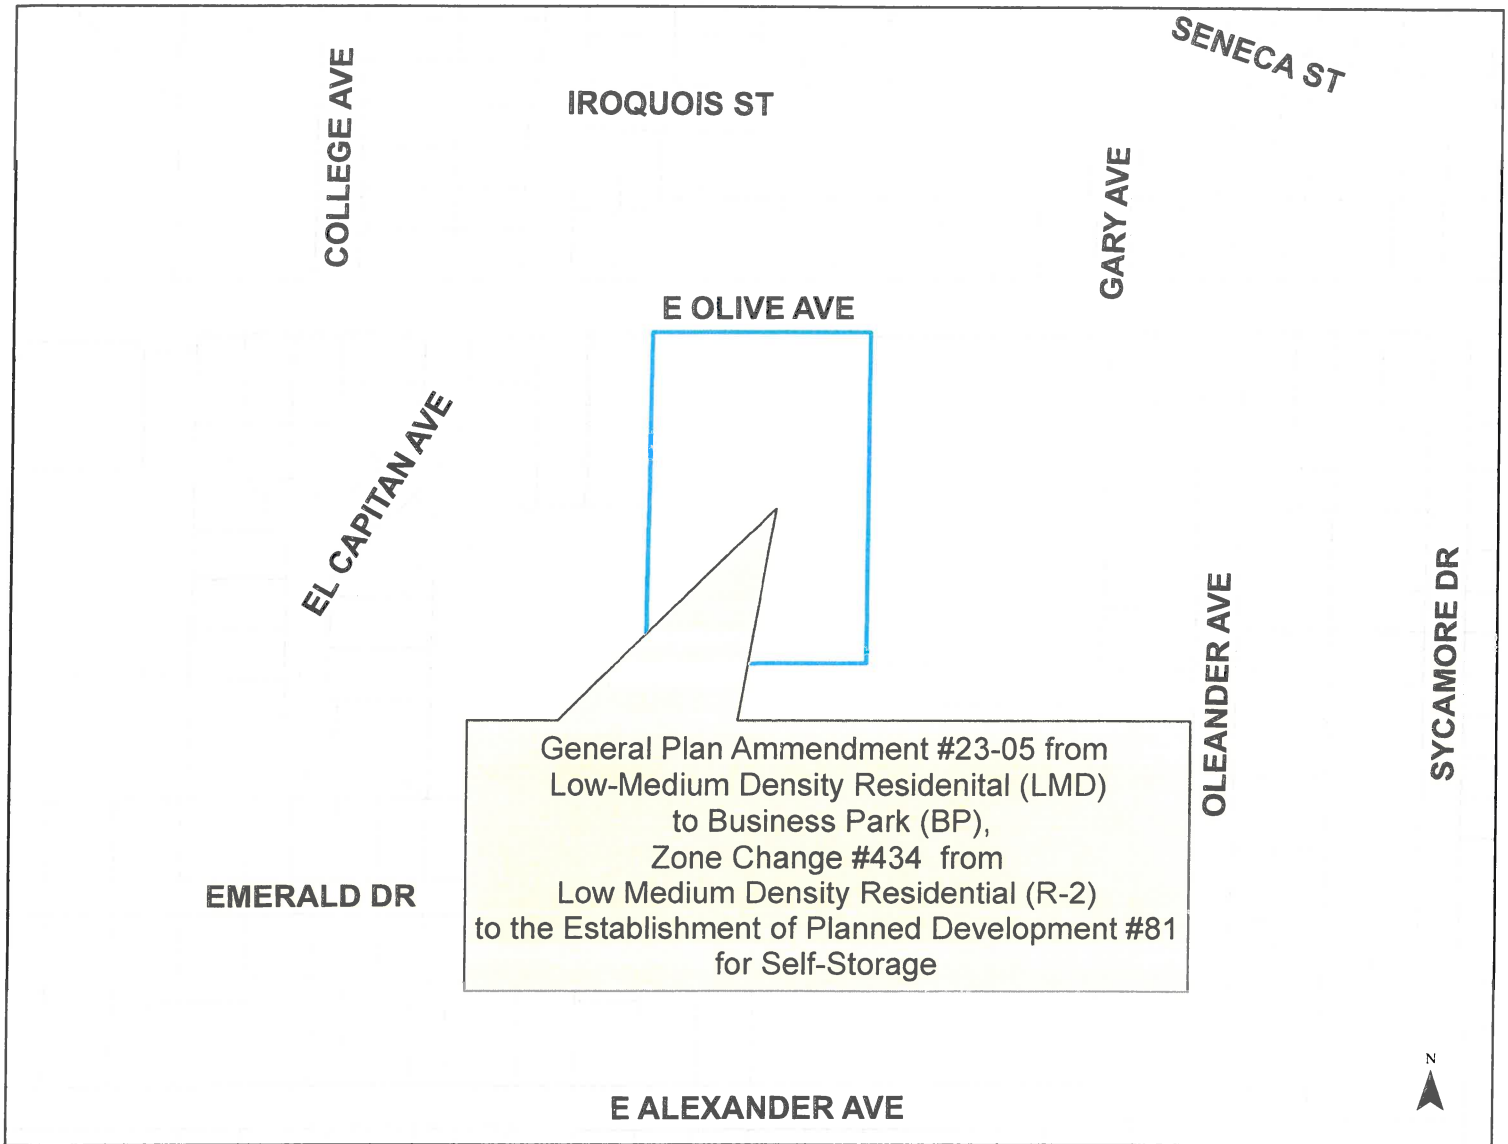 SENECA ST
COLLEGE AVE
IROQUOIS ST
GARY AVE
E OLIVE AVE
EL CAPITAN AVE
OLEANDER AVE
SYCAMORE DR
General Plan Ammendment #23-05 from
Low-Medium Density Residenital (LMD)
to Business Park (BP),
Zone Change #434 from
Low Medium Density Residential (R-2)
to the Establishment of Planned Development #81
for Self-Storage
EMERALD DR
N
E ALEXANDER AVE